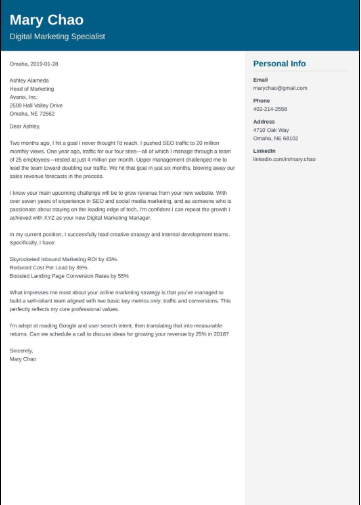 Mary Chao
Digital Marketing Specialist
Omaha, 2019-01-28
Ashley Alameda
Head of Marketing
Avanix, Inc.
2509 Hall Valley Drive
Omaha, NE 72662
Dear Ashley,
Two months ago, I hit a goal I never thought I'd reach. I pushed SEO traffic to 20 million
monthly views. One year ago, traffic for our four sites—all of which I manage through a team
of 25 employees—rested at just 4 million per month. Upper management challenged me to
lead the team toward doubling our traffic. We hit that goal in just six months, blowing away our
sales revenue forecasts in the process.
I know your main upcoming challenge will be to grow revenue from your new website. With
over seven years of experience in SEO and social media marketing, and as someone who is
passionate about staying on the leading edge of tech, I'm confident I can repeat the growth I
achieved with XYZ as your new Digital Marketing Manager.
In my current position, I successfully lead creative strategy and internal development teams.
Specifically, I have:
Skyrocketed Inbound Marketing ROI by 43%.
Reduced Cost Per Lead by 35%.
Boosted Landing Page Conversion Rates by 55%
What impresses me most about your online marketing strategy is that you've managed to
build a self-reliant team aligned with two basic key metrics only: traffic and conversions. This
perfectly reflects my core professional values.
I'm adept at reading Google and user search intent, then translating that into measurable
returns. Can we schedule a call to discuss ideas for growing your revenue by 25% in 2018?
Sincerely,
Mary Chao
Personal Info
Email
marychao@gmail.com
Phone
402-214-2558
Address
4710 Oak Way
Omaha, NE 68102
LinkedIn
linkedin.com/in/mary.chao